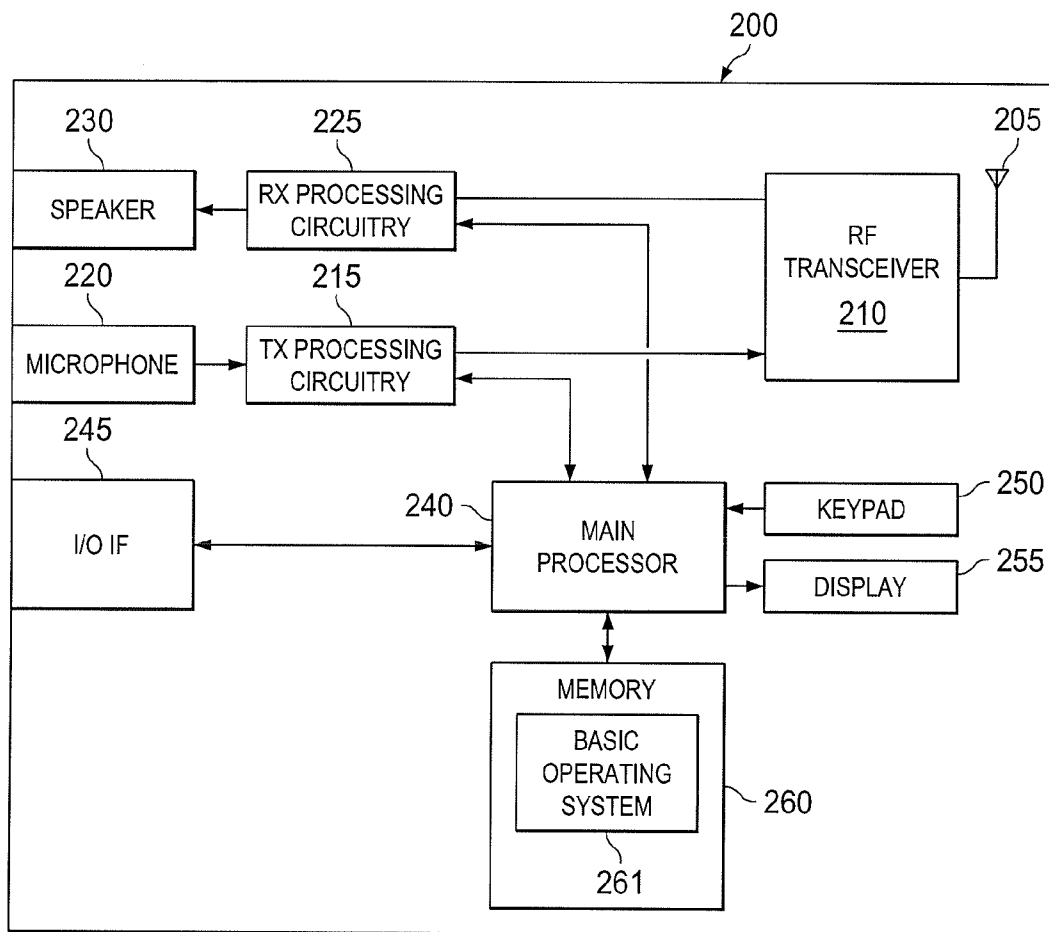 200
230
225
205
SPEAKER
RX PROCESSING
CIRCUITRY
RF
TRANSCEIVER
210
220
215
MICROPHONE
TX PROCESSING
CIRCUITRY
245
I/O IF
240
MAIN
PROCESSOR
KEYPAD
250
DISPLAY
255
MEMORY
BASIC
OPERATING
SYSTEM
260
261